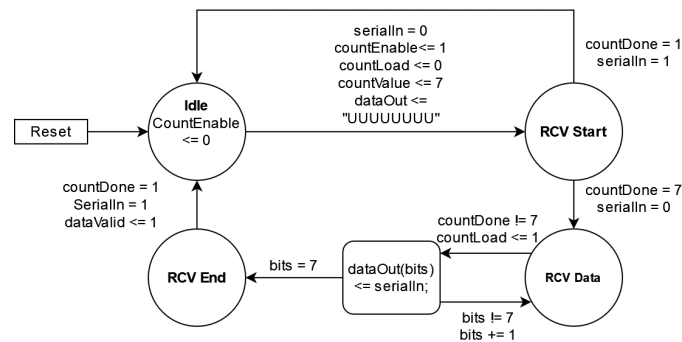 serialIn = 0
countEnable<= 1
countLoad <= 0
countValue <= 7
dataOut <=
"UUUUUUUU"
countDone = 1
serialIn = 1
Reset
Idle
CountEnable
<= 0
RCV Start
countDone = 1
SerialIn = 1
dataValid <= 1
countDone = 7
serialIn = 0
countDone != 7
countLoad <= 1
RCV End
bits = 7
dataOut(bits)
<= serialIn;
RCV Data
bits != 7
bits += 1